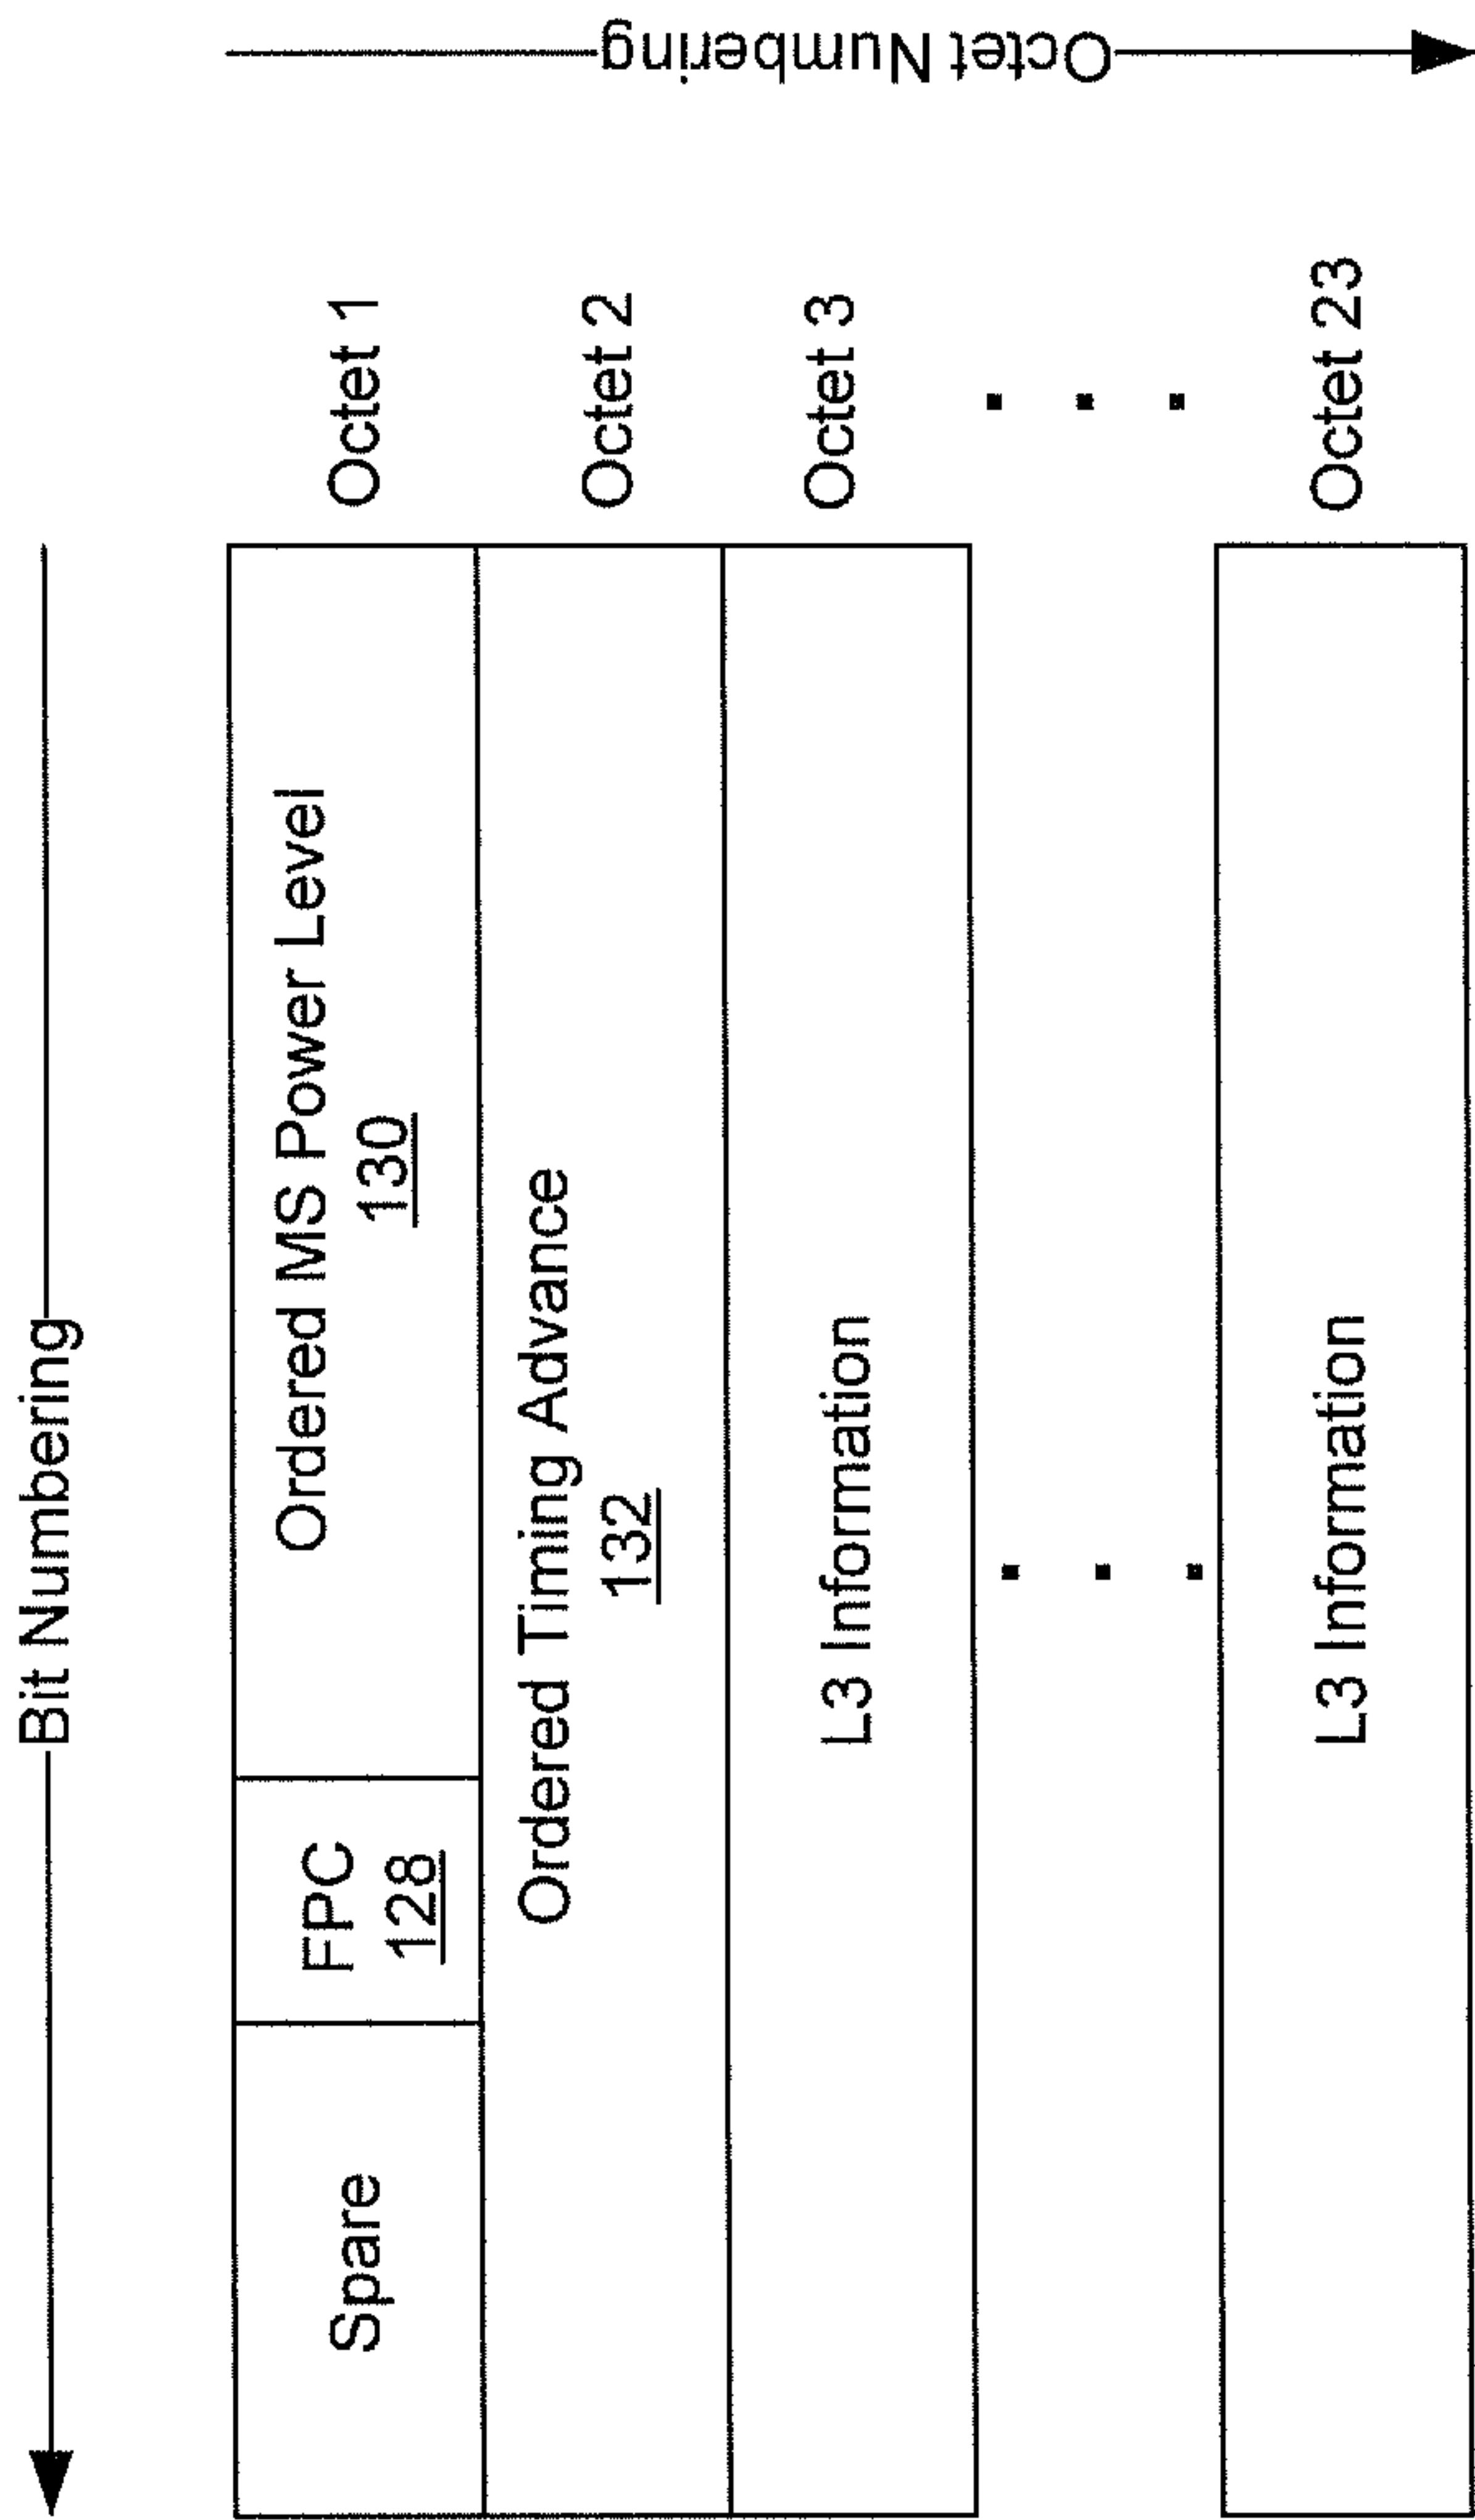 Bit Numbering
Octet Numbering
Spare
FPC
128
Ordered MS Power Level
130
Octet 1
Ordered Timing Advance
132
Octet 2
L3 Information
Octet 3
L3 Information
Octet 23